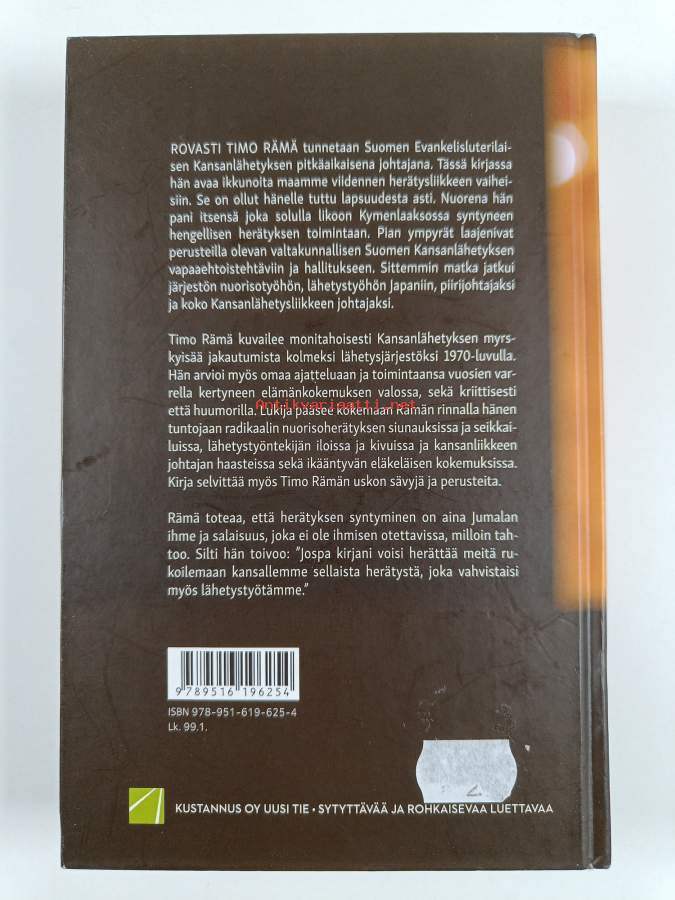 ROVASTI TIMO RÄMÄ tunnetaan Suomen Evankelisluterilai-
sen Kansanlähetyksen pitkäaikaisena johtajana. Tässä kirjassa
hän avaa ikkunoita maamme viidennen herätysliikkeen vaihei-
siin. Se on ollut hänelle tuttu lapsuudesta asti. Nuorena hän
pani itsensä joka solulla likoon Kymenlaaksossa syntyneen
hengellisen herätyksen toimintaan. Pian ympyrät laajenivat
perusteilla olevan valtakunnallisen Suomen Kansanlähetyksen
vapaaehtoistehtäviin ja hallitukseen. Sittemmin matka jatkui
järjestön nuorisotyöhön, lähetystyöhön Japaniin, piirijohtajaksi
ja koko Kansanlähetysliikkeen johtajaksi.
Timo Rämä kuvailee monitahoisesti Kansanlähetyksen myrs-
kyisää jakautumista kolmeksi lähetysjärjestöksi 1970-luvulla.
Hän arvioi myös omaa ajatteluaan ja toimintaansa vuosien var-
rella kertyneen elämänkokemuksen valossa, sekä kriittisesti
että huumorilla. Lukija pääsee kokemaan Rämän rinnalla hänen
Antikvariaatti.net
tuntojaan radikaalin nuorisoherätyksen siunauksissa ja seikkai-
luissa, lähetystyöntekijän iloissa ja kivuissa ja kansanliikkeen
johtajan haasteissa sekä ikääntyvän eläkeläisen kokemuksissa.
Kirja selvittää myös Timo Rämän uskon sävyjä ja perusteita.
Rämä toteaa, että herätyksen syntyminen on aina Jumalan
ihme ja salaisuus, joka ei ole ihmisen otettavissa, milloin tah-
too. Silti hän toivoo: ”Jospa kirjani voisi herättää meitä ru-
koilemaan kansallemme sellaista herätystä, joka vahvistaisi
myös lähetystyötämme.”
9 789516 196254
ISBN 978-951-619-625-4
Lk. 99.1.
KUSTANNUS OY UUSI TIE • SYTYTTÄVÄÄ JA ROHKAISEVAA LUETTAVAA